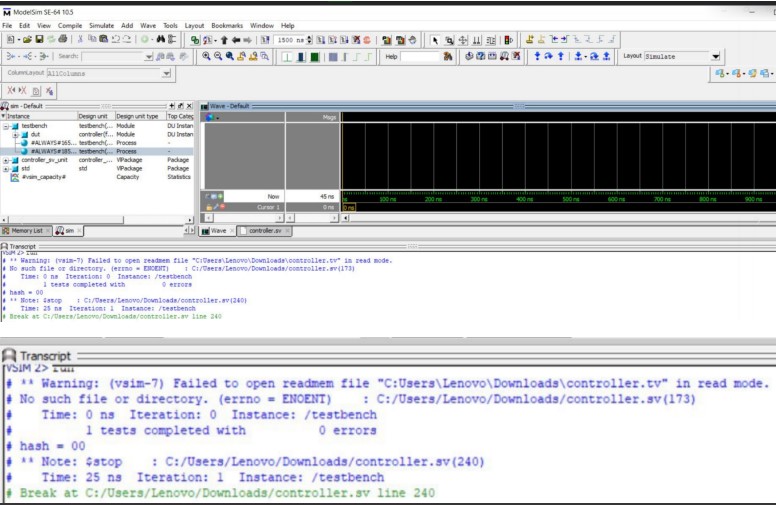 ModelSim SE-64 10.5
File Edit View Compile Simulate Add Wave Tools Layout Bookmarks Window Help
1500 ns
Help
Layout Simulate
Search:
ColumnLayout AllColumns
sim - Default
Wave - Default
Instance Design unit Design unit type Top Categ
Msgs
testbench testbench(... Module DU Instan
dut controller(f... Module DU Instan
#ALWAYS#165... testbench(... Process -
#ALWAYS#185... testbench(... Process -
controller_sv_unit controller_... VIPackage Package
std std VIPackage Package
#vsim_capacity# Capacity Statistics
Now 45 ns
ns 100 ns 200 ns 300 ns 400 ns 500 ns 600 ns 700 ns 800 ns 900 ns
Cursor 1 0 ns 0 ns
Memory List sim Wave controller.sv
Transcript
VSIM 2> run
# ** Warning: (vsim-7) Failed to open readmem file "C:Users\Lenovo\Downloads\controller.tv" in read mode.
# No such file or directory. (errno = ENOENT) : C:/Users/Lenovo/Downloads/controller.sv(173)
# Time: 0 ns Iteration: 0 Instance: /testbench
# 1 tests completed with 0 errors
# hash = 00
# ** Note: $stop : C:/Users/Lenovo/Downloads/controller.sv(240)
# Time: 25 ns Iteration: 1 Instance: /testbench
# Break at C:/Users/Lenovo/Downloads/controller.sv line 240
Transcript
VSIM 2> run
# ** Warning: (vsim-7) Failed to open readmem file "C:Users\Lenovo\Downloads\controller.tv" in read mode.
# No such file or directory. (errno = ENOENT) : C:/Users/Lenovo/Downloads/controller.sv(173)
# Time: 0 ns Iteration: 0 Instance: /testbench
# 1 tests completed with 0 errors
# hash = 00
# ** Note: $stop : C:/Users/Lenovo/Downloads/controller.sv(240)
# Time: 25 ns Iteration: 1 Instance: /testbench
# Break at C:/Users/Lenovo/Downloads/controller.sv line 240